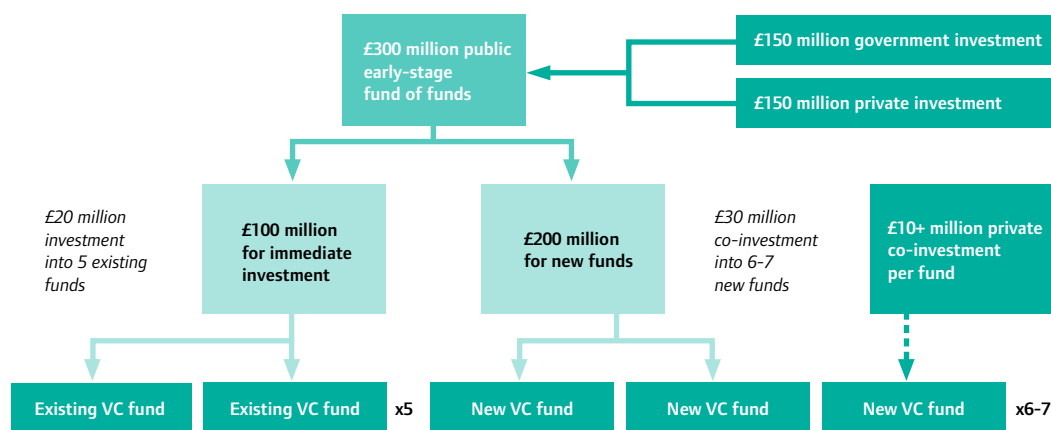 £300 million public
early-stage
fund of funds
£150 million government investment
£150 million private investment
£20 million
investment
into 5 existing
funds
£100 million
for immediate
investment
£200 million
for new funds
£30 million
co-investment
into 6-7
new funds
£10+ million private
co-investment
per fund
Existing VC fund
Existing VC fund
x5
New VC fund
New VC fund
New VC fund
x6-7